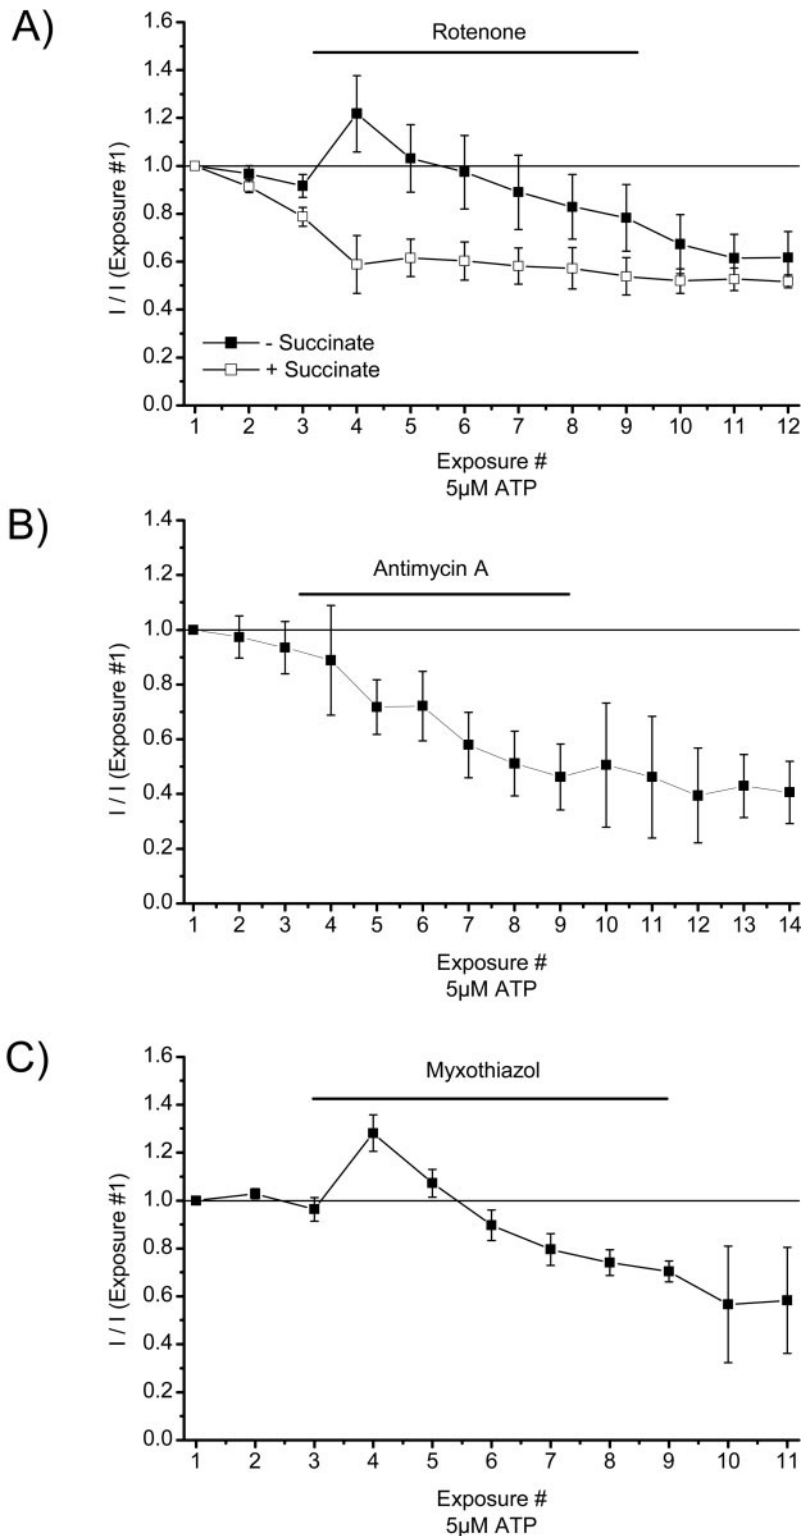 A)
Rotenone
1.6
1.4
1.2
1.0
0.8
0.6
0.4
0.2
0.0
I / I (Exposure #1)
- Succinate
+ Succinate
1 2 3 4 5 6 7 8 9 10 11 12
Exposure #
5µM ATP
B)
Antimycin A
1.4
1.2
1.0
0.8
0.6
0.4
0.2
0.0
I / I (Exposure #1)
1 2 3 4 5 6 7 8 9 10 11 12 13 14
Exposure #
5µM ATP
C)
Myxothiazol
1.6
1.4
1.2
1.0
0.8
0.6
0.4
0.2
0.0
I / I (Exposure #1)
1 2 3 4 5 6 7 8 9 10 11
Exposure #
5µM ATP